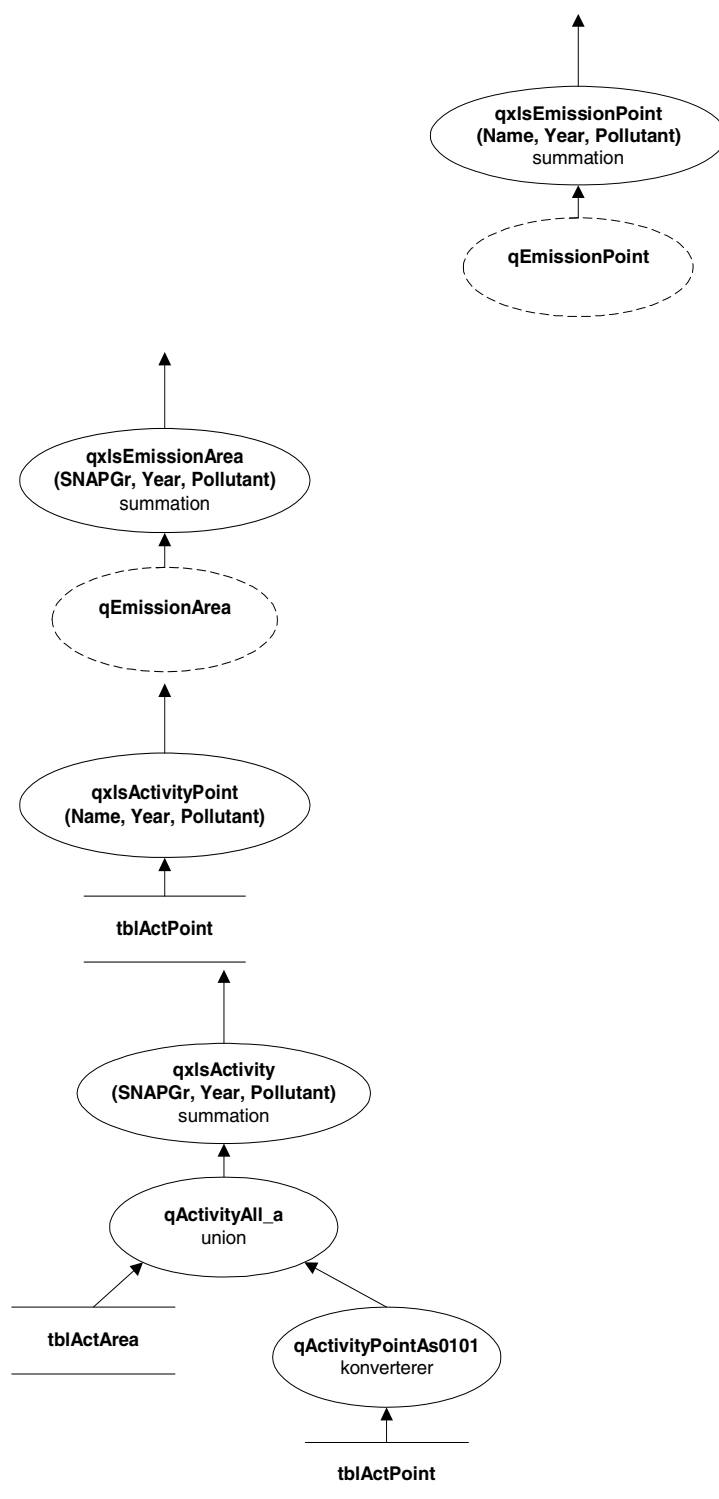 qxlsEmissionPoint
(Name, Year, Pollutant)
summation
qEmissionPoint
qxlsEmissionArea
(SNAPGr, Year, Pollutant)
summation
qEmissionArea
qxlsActivityPoint
(Name, Year, Pollutant)
tblActPoint
qxlsActivity
(SNAPGr, Year, Pollutant)
summation
qActivityAll_a
union
tblActArea
qActivityPointAs0101
konverterer
tblActPoint